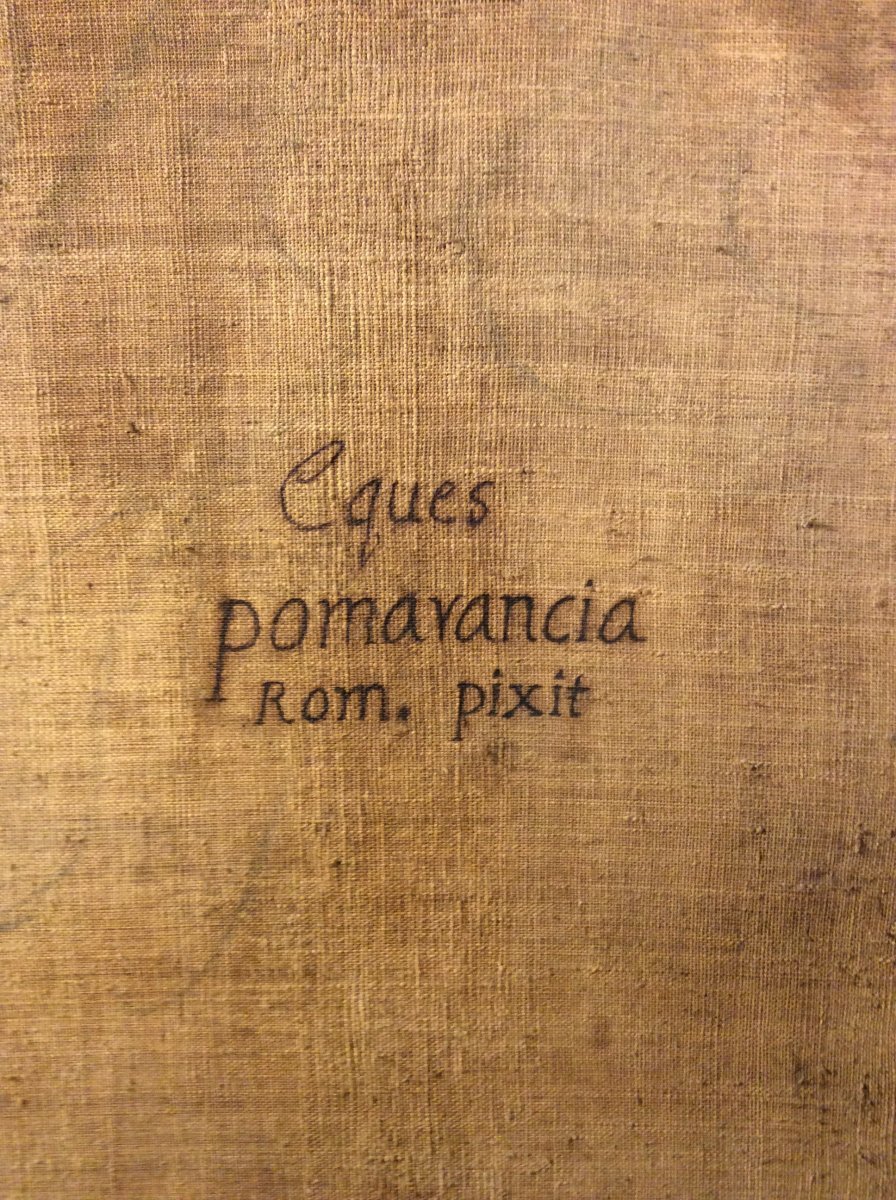 Eques
pomarancia
Rom. pixit